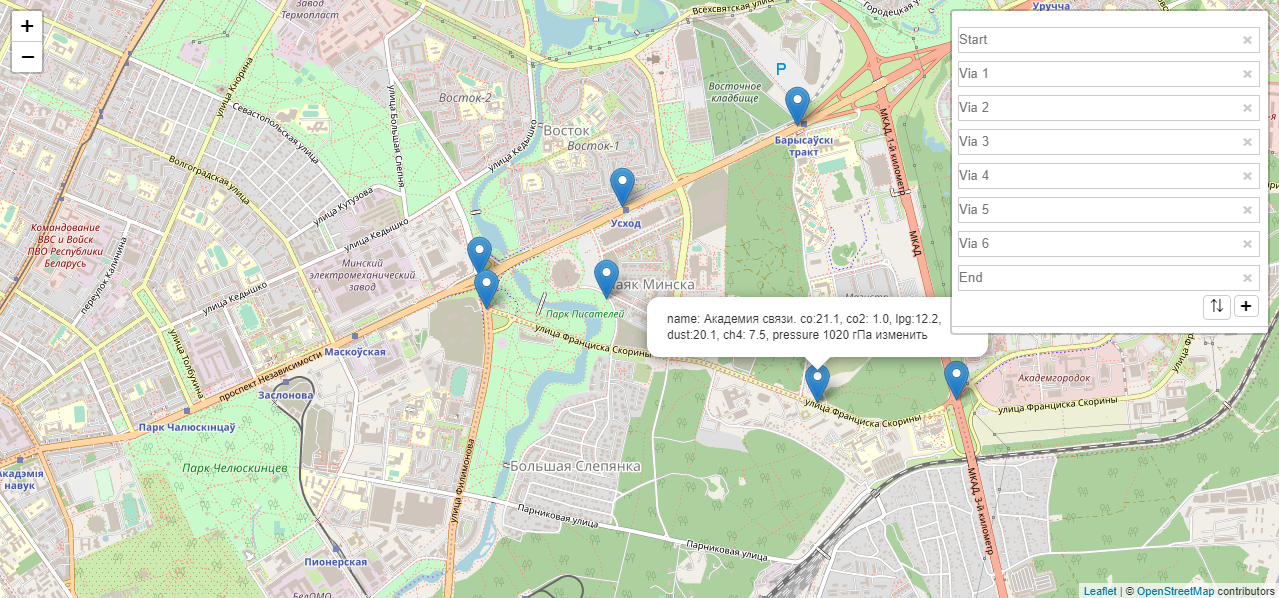 +
−
Завод
Термопласт
Всехсвятская улица
Городецкая улица
Уручча
Start
Via 1
Via 2
Via 3
Via 4
Via 5
Via 6
End
+
улица Кнорина
Севастопольская улица
Волгоградская улица
улица Кутузова
улица Кедышко
улица Кедышко
улица Кедышко
улица Большая Слепня
Восток-2
Восток
Восток-1
Восточное
кладбище
P
Барысаўскі
тракт
МКАД, 1-й километр
МКАД
Усход
Командование
ВВС и Войск
ПВО Республики
Беларусь
переулок Калинина
Минский
электромеханический
завод
Маяк Минска
Парк Писателей
name: Академия связи. co:21.1, co2: 1.0, lpg:12.2,
dust:20.1, ch4: 7.5, pressure 1020 гПа изменить
улица Франциска Скорины
улица Франциска Скорины
улица Франциска Скорины
Академгородок
Маскоўская
проспект Независимости
улица Толбухина
Заслонова
Парк Чалюскінцаў
Парк Челюскинцев
Акадэмія
навук
Большая Слепянка
улица Филимонова
Парниковая улица
Парниковая улица
МКАД, 3-й километр
Пионерская
БелОМО
Leaflet | © OpenStreetMap contributors